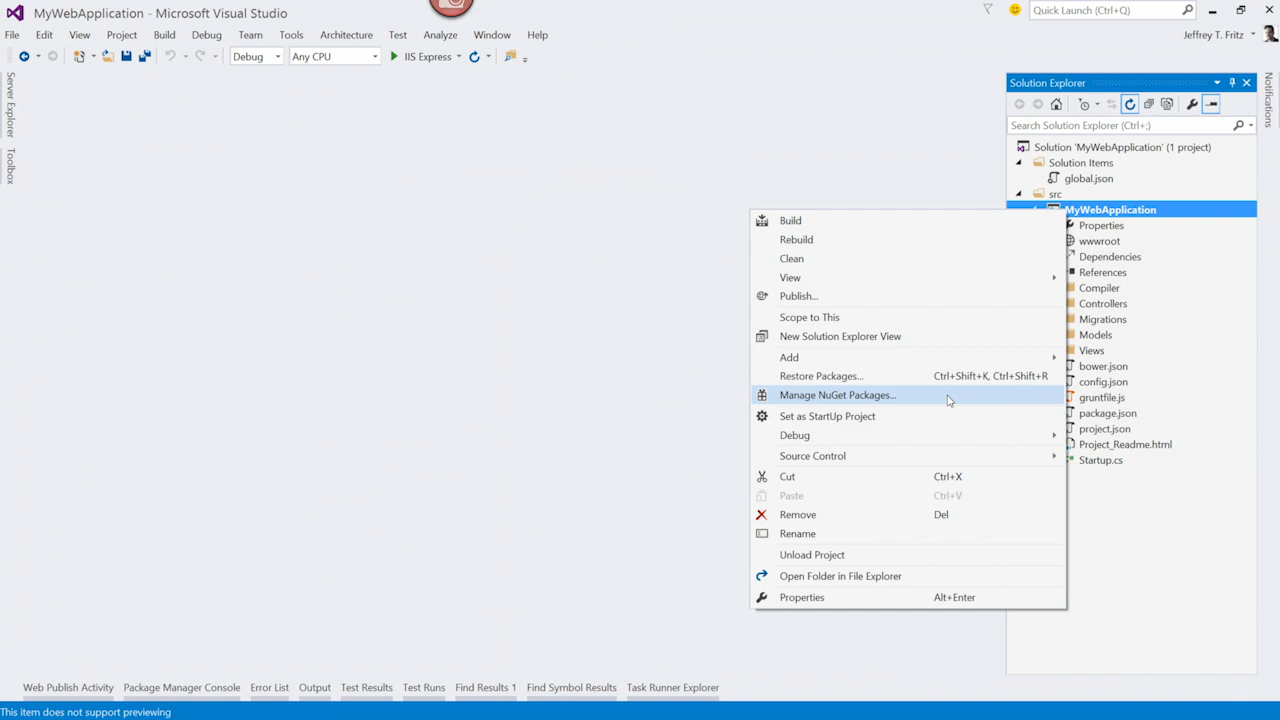 MyWebApplication - Microsoft Visual Studio
Quick Launch (Ctrl+Q)
File Edit View Project Build Debug Team Tools Architecture Test Analyze Window Help
Jeffrey T. Fritz
Debug Any CPU IIS Express
Server Explorer
Toolbox
Notifications
Solution Explorer
Search Solution Explorer (Ctrl+;)
Solution 'MyWebApplication' (1 project)
Solution Items
global.json
src
MyWebApplication
Properties
wwwroot
Dependencies
References
Compiler
Controllers
Migrations
Models
Views
bower.json
config.json
gruntfile.js
package.json
project.json
Project_Readme.html
Startup.cs
Build
Rebuild
Clean
View
Publish...
Scope to This
New Solution Explorer View
Add
Restore Packages... Ctrl+Shift+K, Ctrl+Shift+R
Manage NuGet Packages...
Set as StartUp Project
Debug
Source Control
Cut Ctrl+X
Paste Ctrl+V
Remove Del
Rename
Unload Project
Open Folder in File Explorer
Properties Alt+Enter
Web Publish Activity Package Manager Console Error List Output Test Results Test Runs Find Results 1 Find Symbol Results Task Runner Explorer
This item does not support previewing